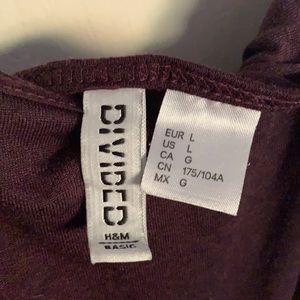 DIVIDED
H&M
BASIC
EUR L
US L
CA G
CN 175/104A
MX G